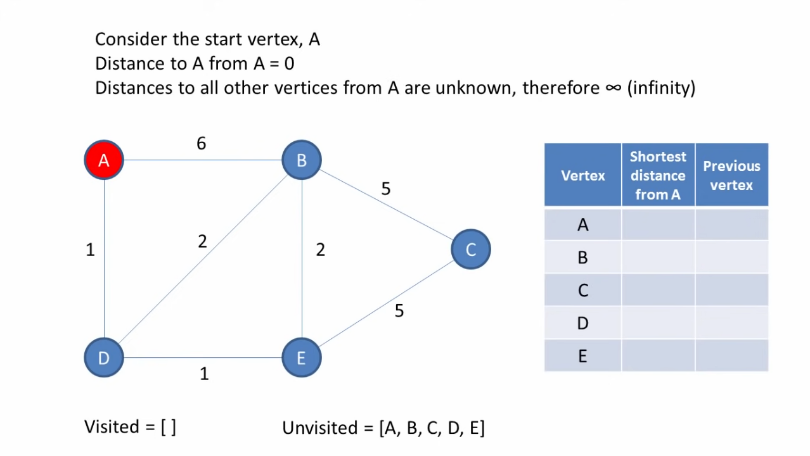 Consider the start vertex, A
Distance to A from A = 0
Distances to all other vertices from A are unknown, therefore ∞ (infinity)
A
6
B
5
1
2
2
C
5
D
1
E
Vertex
Shortest
distance
from A
Previous
vertex
A
B
C
D
E
Visited = [ ]
Unvisited = [A, B, C, D, E]